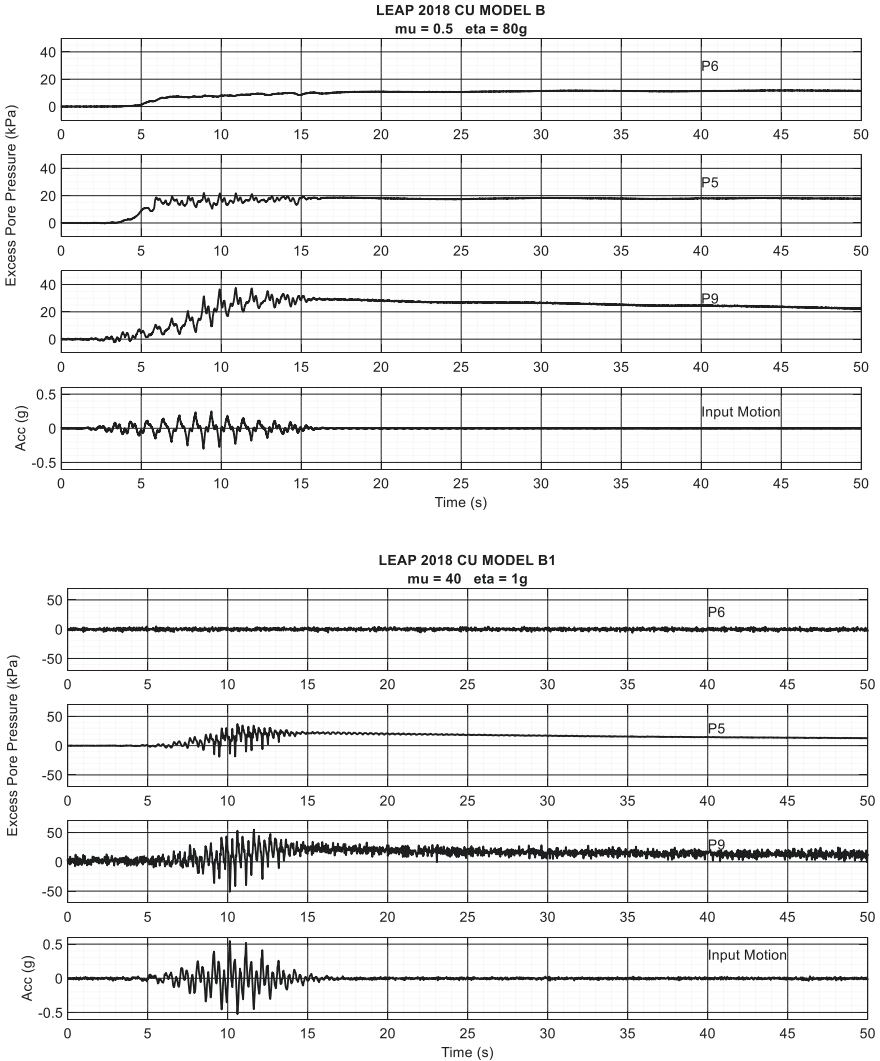 LEAP 2018 CU MODEL B
mu = 0.5 eta = 80g
Excess Pore Pressure (kPa)
40
20
0
P6
0 5 10 15 20 25 30 35 40 45 50
40
20
0
P5
0 5 10 15 20 25 30 35 40 45 50
40
20
0
P9
0 5 10 15 20 25 30 35 40 45 50
Acc (g)
0.5
0
-0.5
Input Motion
0 5 10 15 20 25 30 35 40 45 50
Time (s)
LEAP 2018 CU MODEL B1
mu = 40 eta = 1g
Excess Pore Pressure (kPa)
50
0
-50
P6
0 5 10 15 20 25 30 35 40 45 50
50
0
-50
P5
0 5 10 15 20 25 30 35 40 45 50
50
0
-50
P9
0 5 10 15 20 25 30 35 40 45 50
Acc (g)
0.5
0
-0.5
Input Motion
0 5 10 15 20 25 30 35 40 45 50
Time (s)